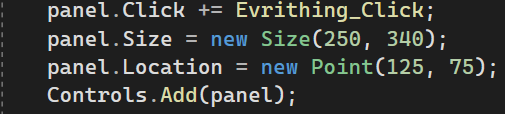 panel.Click += Evrithing_Click;
panel.Size = new Size(250, 340);
panel.Location = new Point(125, 75);
Controls.Add(panel);